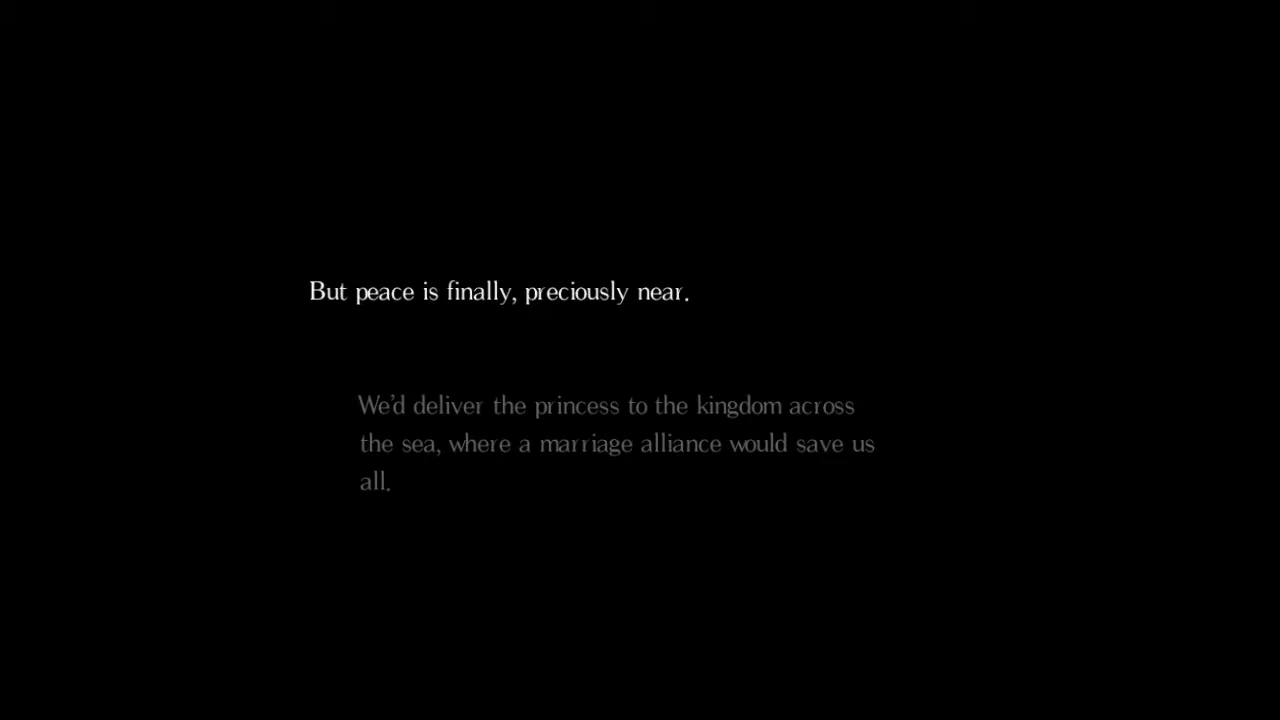 But peace is finally, preciously near.
We'd deliver the princess to the kingdom across
the sea, where a marriage alliance would save us
all.